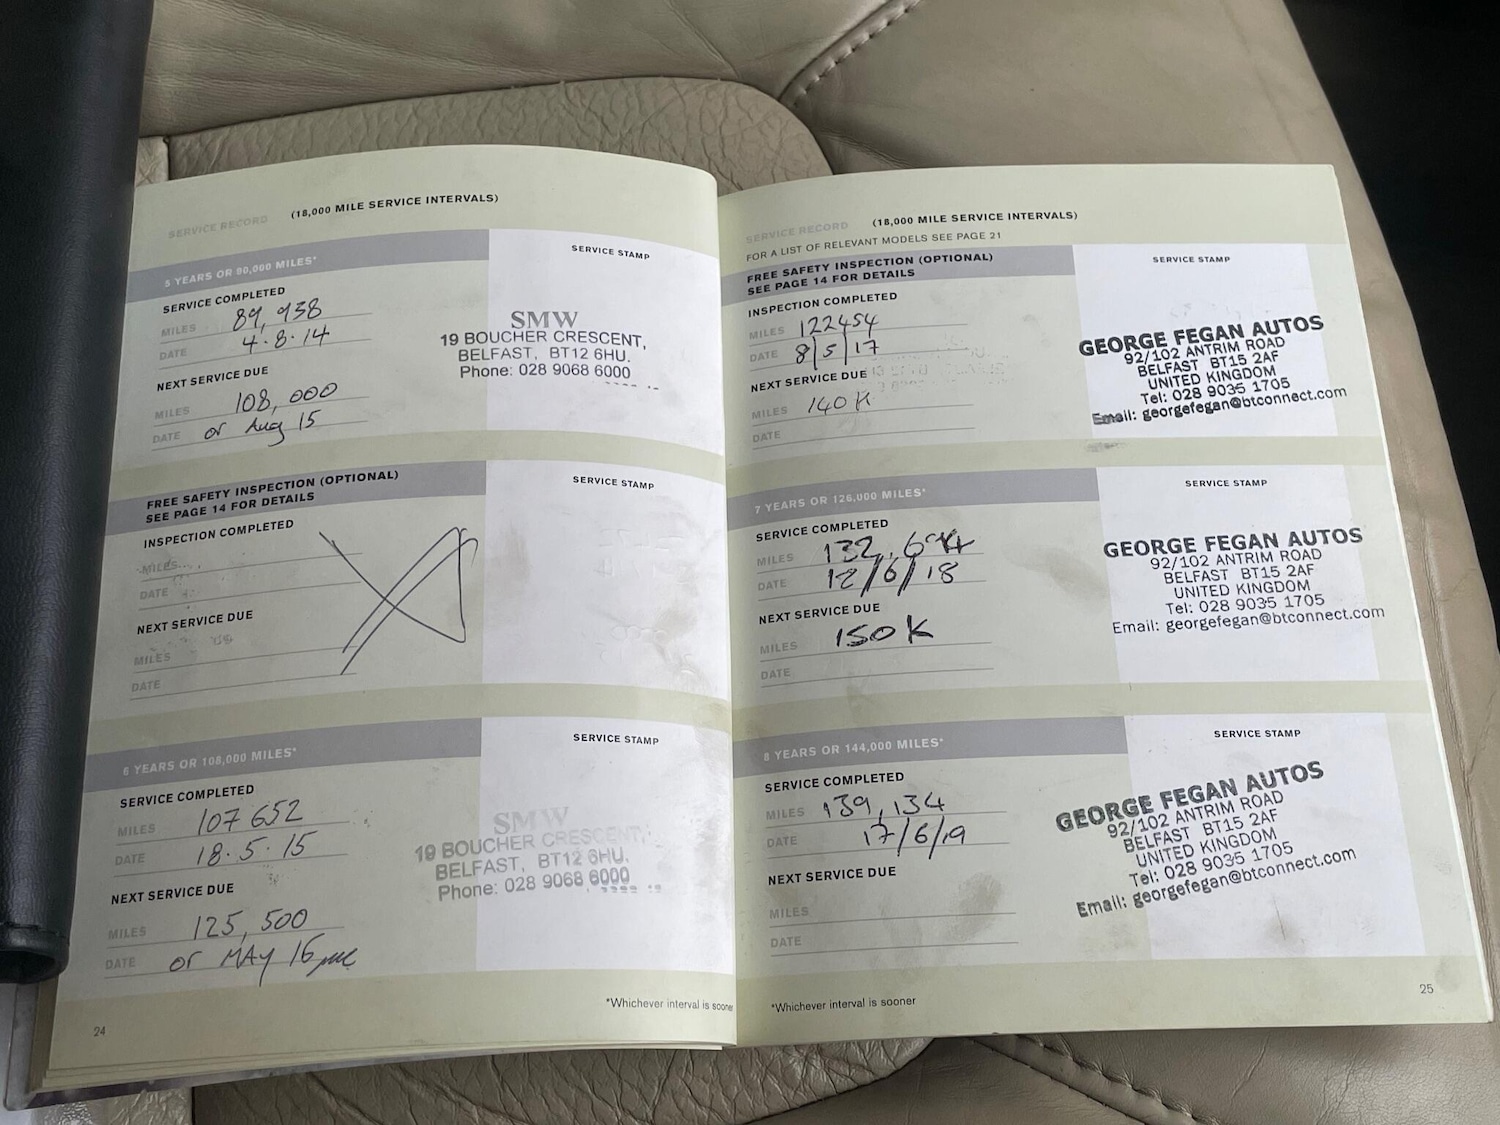 SERVICE RECORD (18,000 MILE SERVICE INTERVALS)
5 YEARS OR 90,000 MILES*
SERVICE STAMP
SERVICE COMPLETED
MILES 89,938
DATE 4.8.14
NEXT SERVICE DUE
MILES 108,000
DATE or Aug 15
SMW
19 BOUCHER CRESCENT,
BELFAST, BT12 6HU.
Phone: 028 9068 6000
FREE SAFETY INSPECTION (OPTIONAL)
SEE PAGE 14 FOR DETAILS
SERVICE STAMP
INSPECTION COMPLETED
MILES
DATE
NEXT SERVICE DUE
MILES
DATE
6 YEARS OR 108,000 MILES*
SERVICE STAMP
SERVICE COMPLETED
MILES 107652
DATE 18.5.15
NEXT SERVICE DUE
MILES 125,500
DATE or MAY 16
SMW
19 BOUCHER CRESCENT,
BELFAST, BT12 6HU.
Phone: 028 9068 6000
*Whichever interval is sooner
24
SERVICE RECORD (18,000 MILE SERVICE INTERVALS)
FOR A LIST OF RELEVANT MODELS SEE PAGE 21
FREE SAFETY INSPECTION (OPTIONAL)
SEE PAGE 14 FOR DETAILS
SERVICE STAMP
INSPECTION COMPLETED
MILES 122454
DATE 8/5/17
NEXT SERVICE DUE
MILES 140K
DATE
GEORGE FEGAN AUTOS
92/102 ANTRIM ROAD
BELFAST BT15 2AF
UNITED KINGDOM
Tel: 028 9035 1705
Email: georgefegan@btconnect.com
7 YEARS OR 126,000 MILES*
SERVICE STAMP
SERVICE COMPLETED
MILES
DATE 12/6/18
NEXT SERVICE DUE
MILES 150K
DATE
GEORGE FEGAN AUTOS
92/102 ANTRIM ROAD
BELFAST BT15 2AF
UNITED KINGDOM
Tel: 028 9035 1705
Email: georgefegan@btconnect.com
8 YEARS OR 144,000 MILES*
SERVICE STAMP
SERVICE COMPLETED
MILES 139,134
DATE 17/6/19
NEXT SERVICE DUE
MILES
DATE
GEORGE FEGAN AUTOS
92/102 ANTRIM ROAD
BELFAST BT15 2AF
UNITED KINGDOM
Tel: 028 9035 1705
Email: georgefegan@btconnect.com
*Whichever interval is sooner
25